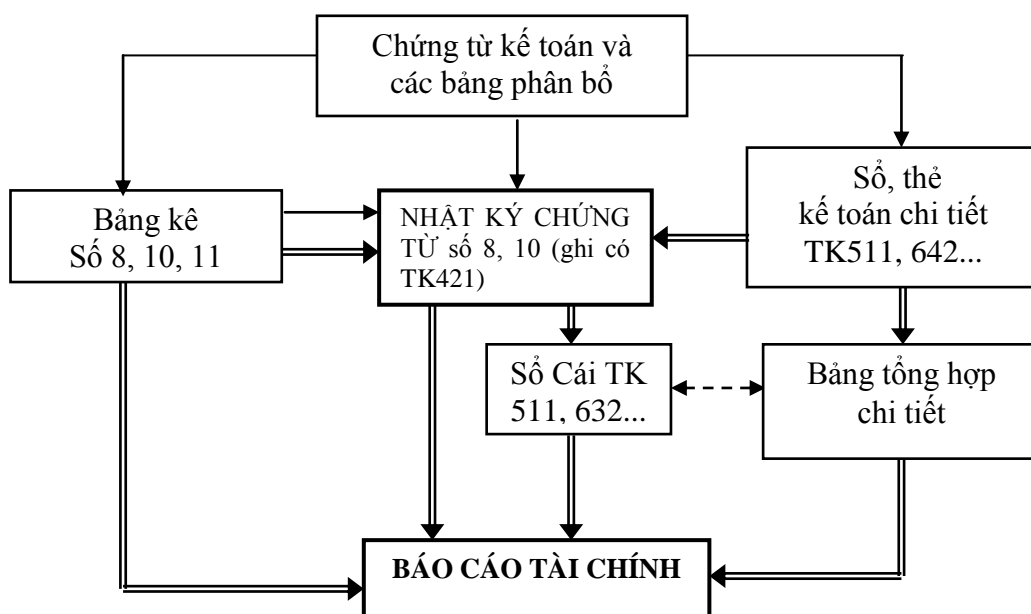 Chứng từ kế toán và
các bảng phân bổ
Bảng kê
Số 8, 10, 11
NHẬT KÝ CHỨNG
TỪ số 8, 10 (ghi có
TK421)
Sổ, thẻ
kế toán chi tiết
TK511, 642...
Sổ Cái TK
511, 632...
Bảng tổng hợp
chi tiết
BÁO CÁO TÀI CHÍNH